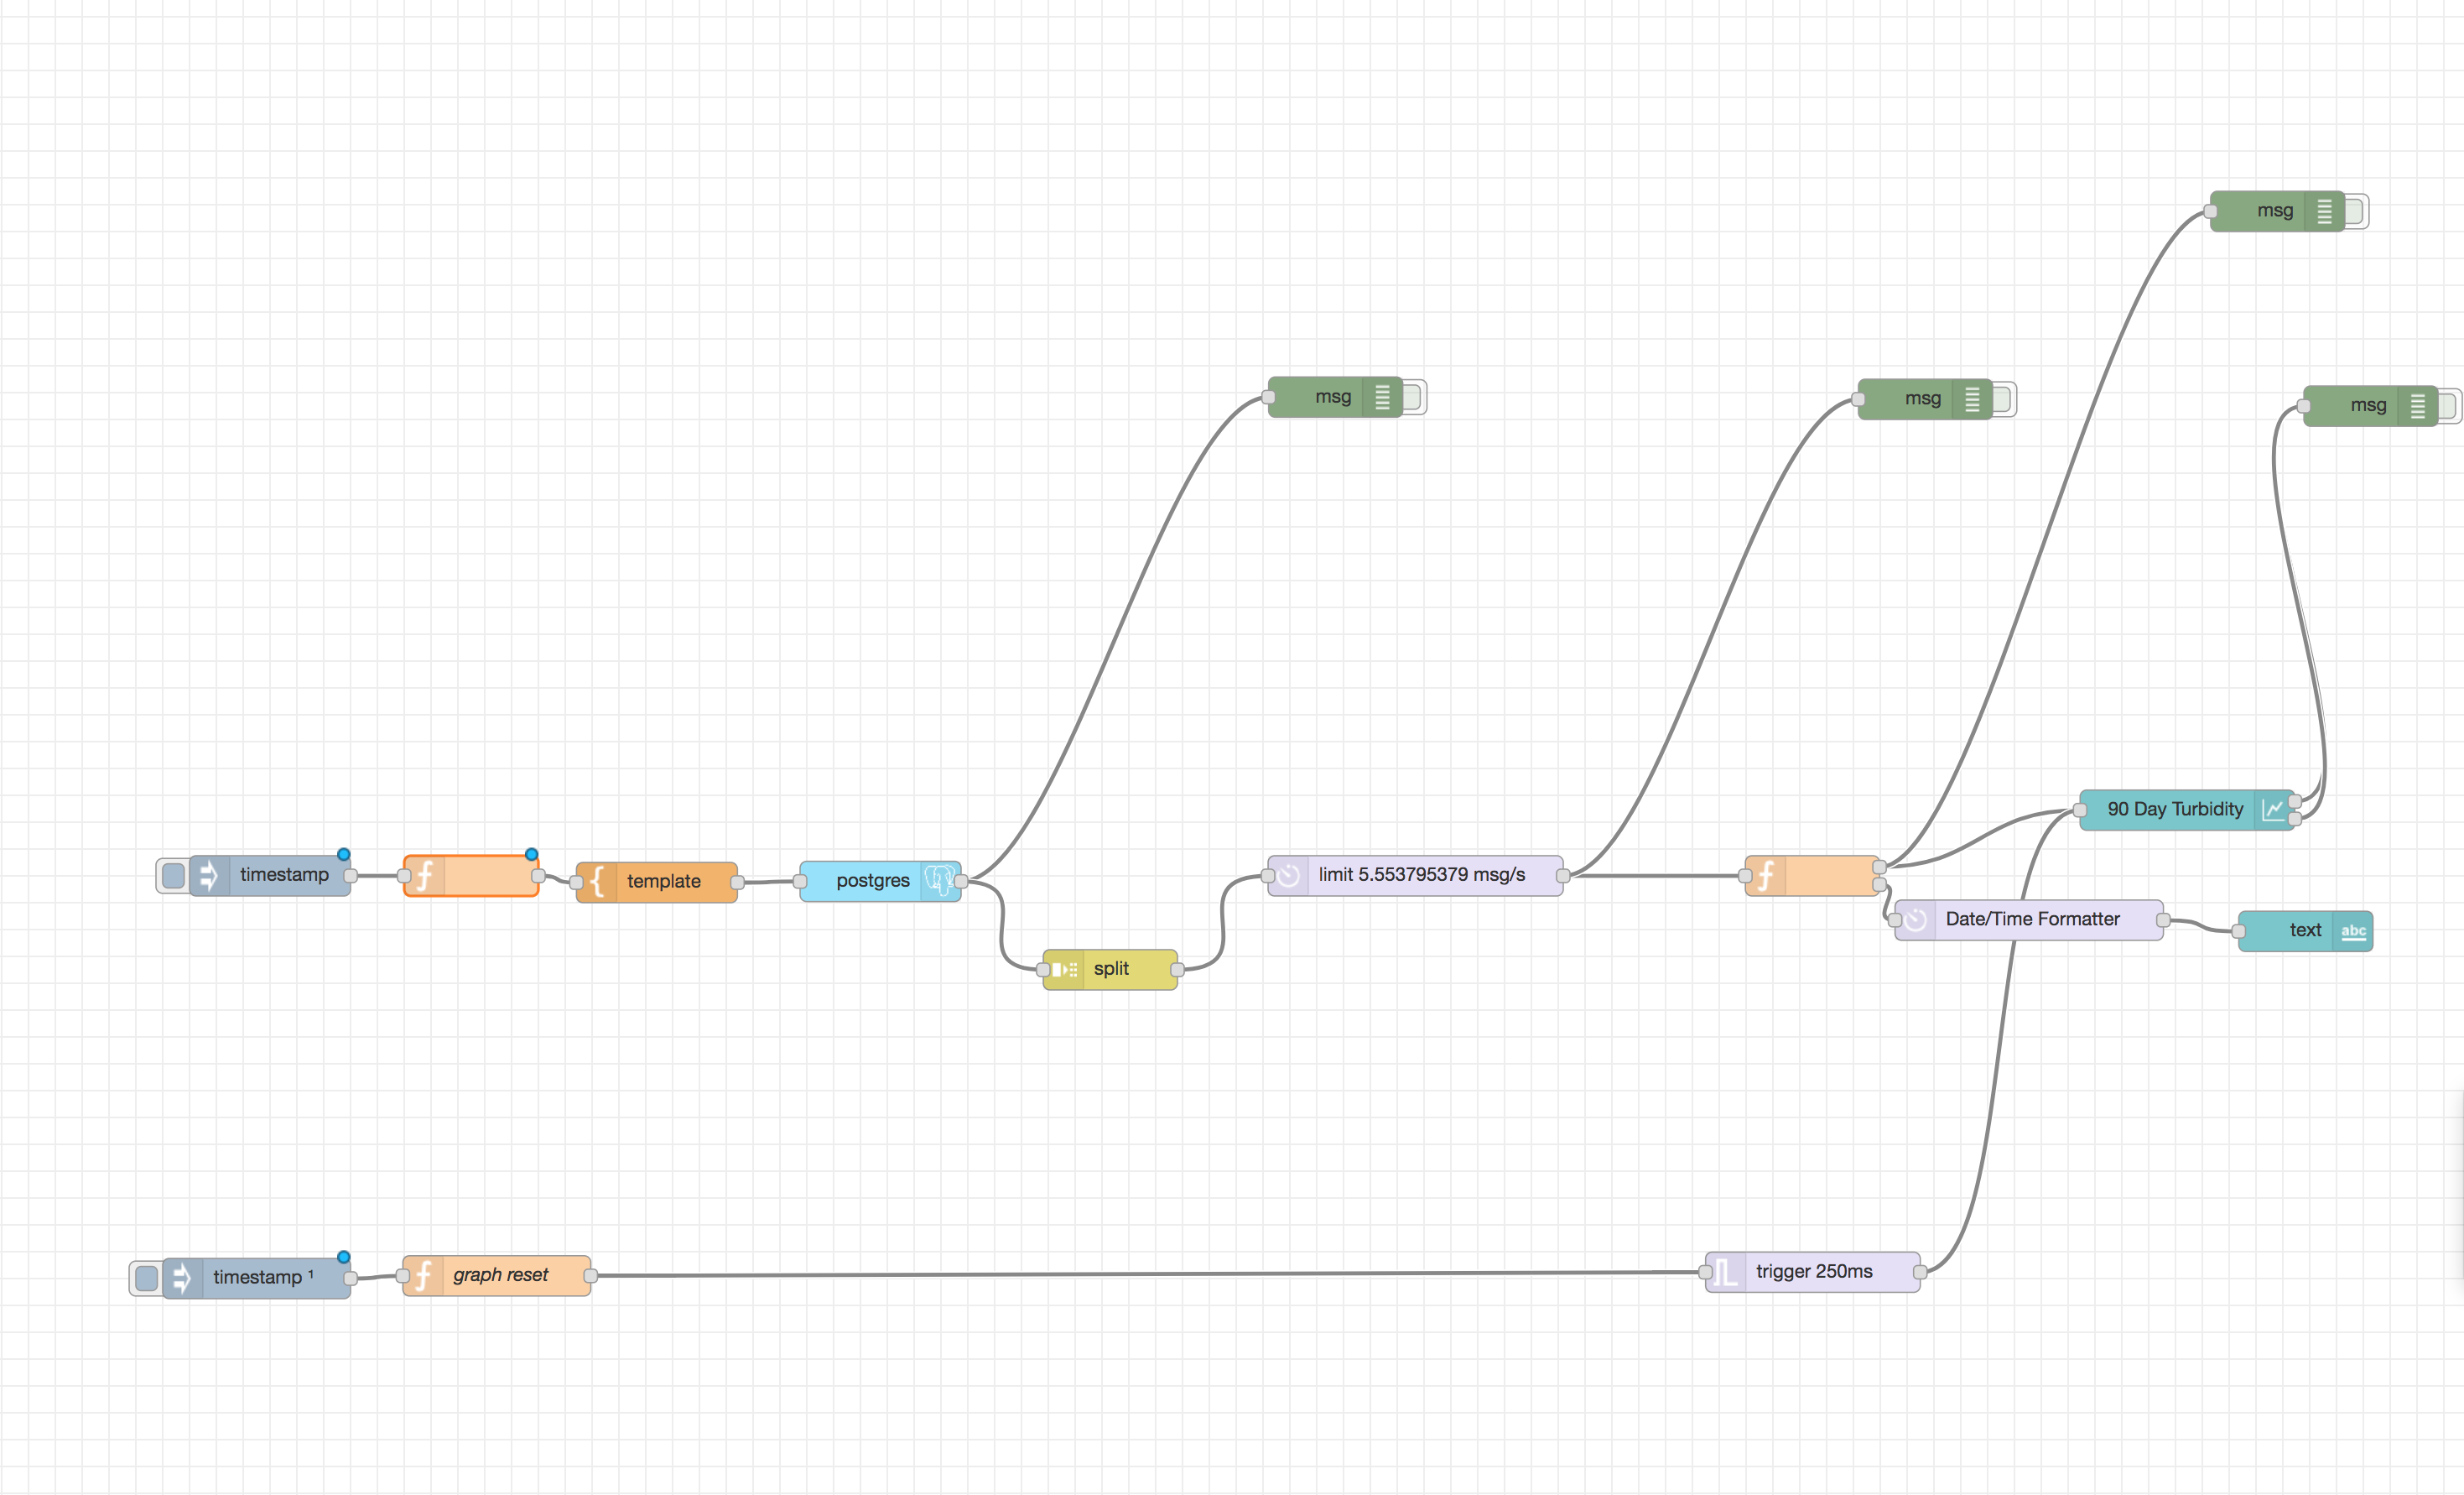 msg
msg
msg
msg
90 Day Turbidity
timestamp
template
postgres
limit 5.553795379 msg/s
Date/Time Formatter
text
abc
split
timestamp ¹
graph reset
trigger 250ms